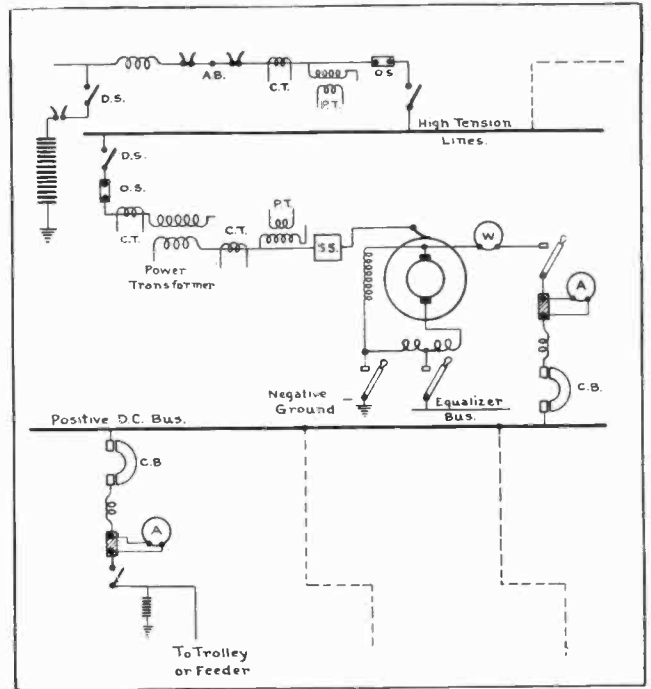 A.B.
C.T.
P.T.
O.S.
D.S.
High Tension
Lines.
D.S.
O.S.
C.T.
Power
Transformer
C.T.
P.T.
S.S.
W
A
C.B.
Negative
Ground
Equalizer
Bus.
Positive D.C. Bus.
C.B
A
To Trolley
or Feeder